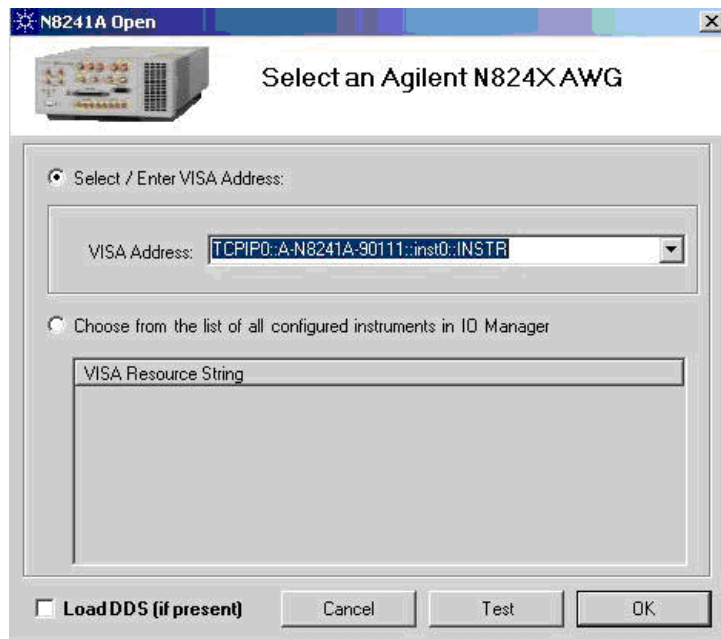 N8241A Open
Select an Agilent N824X AWG
Select / Enter VISA Address:
VISA Address: TCPIP0::A-N8241A-90111::inst0::INSTR
Choose from the list of all configured instruments in IO Manager
VISA Resource String
Load DDS (if present) Cancel Test OK